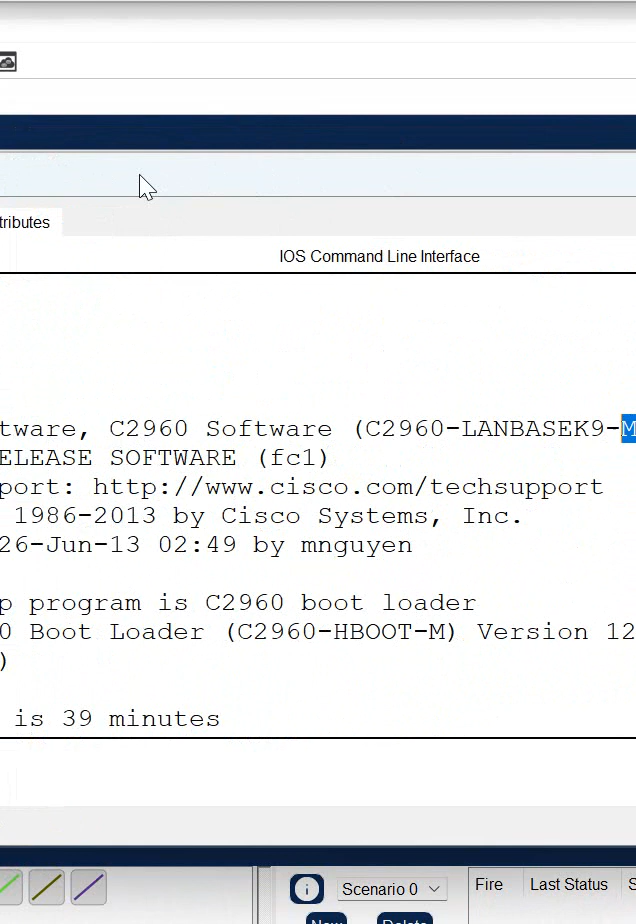 tributes
IOS Command Line Interface
tware, C2960 Software (C2960-LANBASEK9-M
ELEASE SOFTWARE (fc1)
port: http://www.cisco.com/techsupport
1986-2013 by Cisco Systems, Inc.
26-Jun-13 02:49 by mnguyen
p program is C2960 boot loader
0 Boot Loader (C2960-HBOOT-M) Version 12
)
is 39 minutes
Scenario 0
Fire
Last Status
S
New
Delete